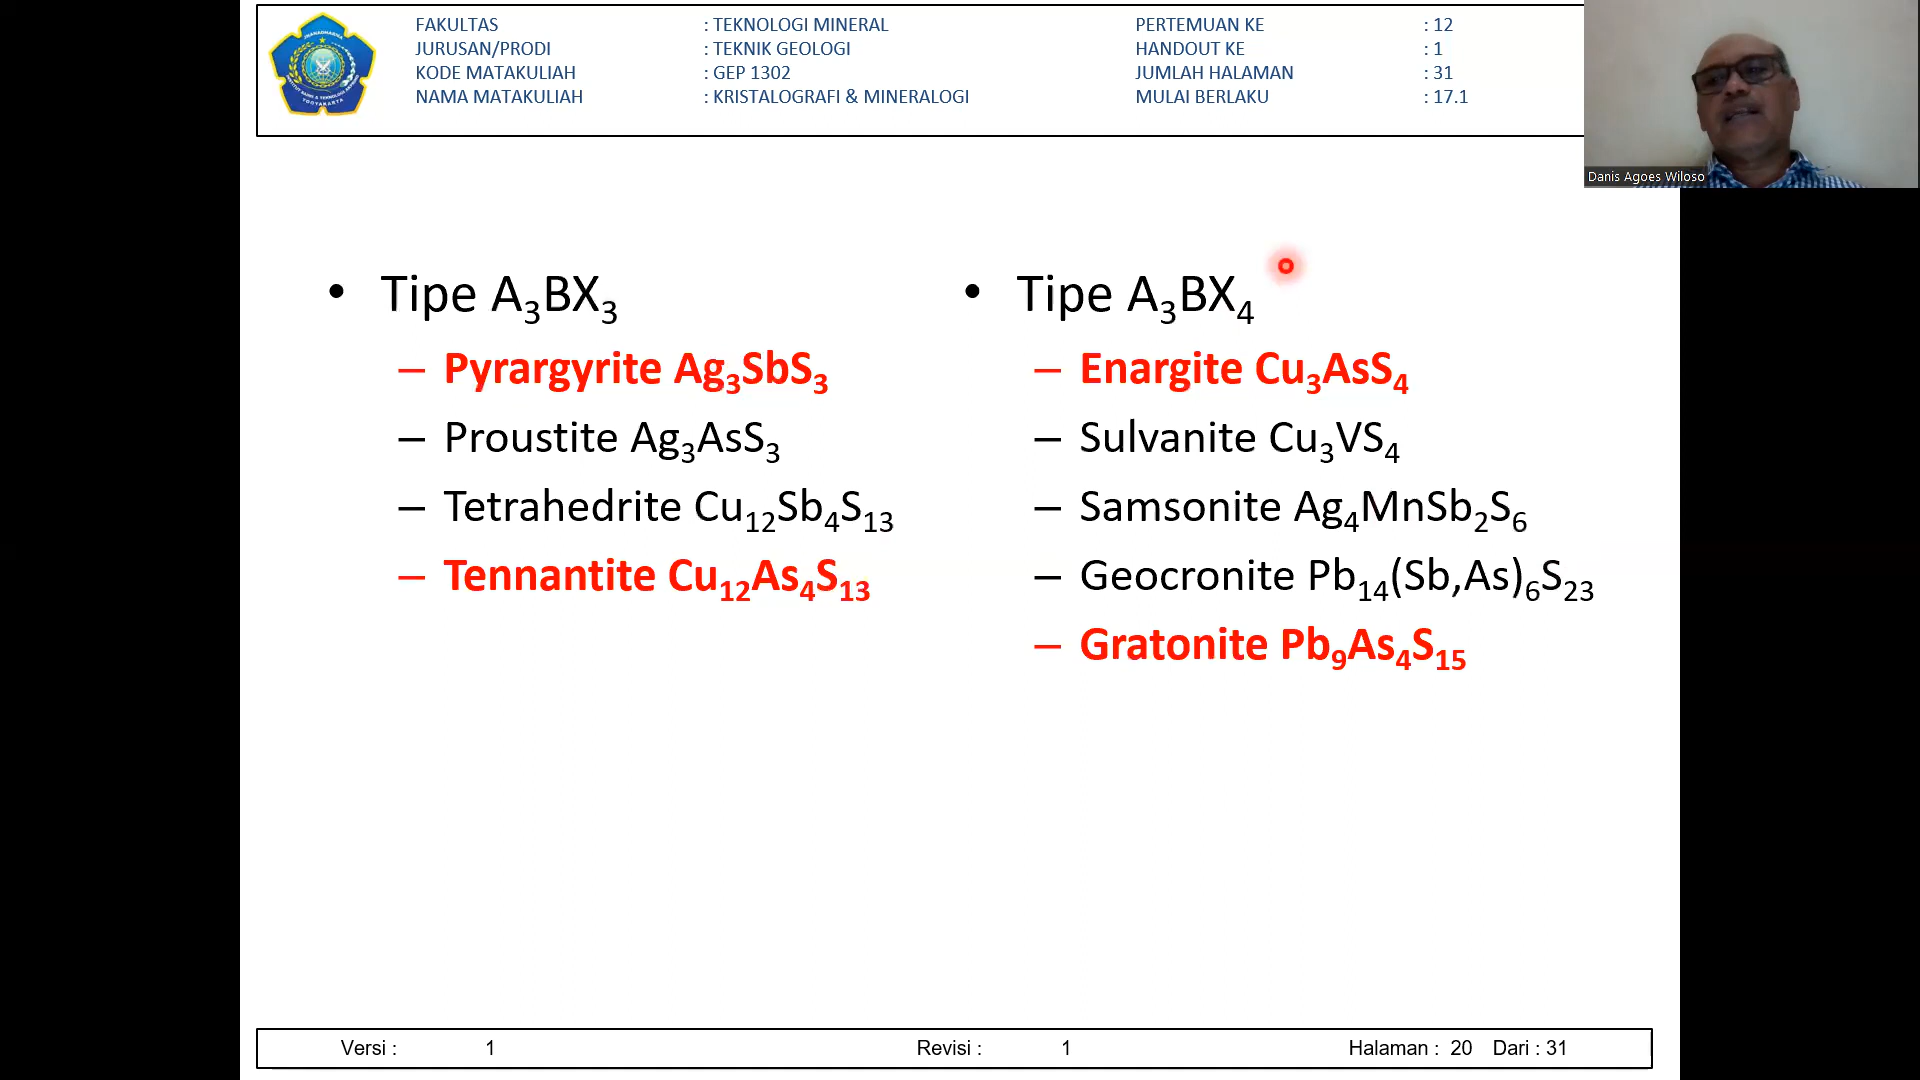 FAKULTAS : TEKNOLOGI MINERAL PERTEMUAN KE : 12
JURUSAN/PRODI : TEKNIK GEOLOGI HANDOUT KE : 1
KODE MATAKULIAH : GEP 1302 JUMLAH HALAMAN : 31
NAMA MATAKULIAH : KRISTALOGRAFI & MINERALOGI MULAI BERLAKU : 17.1
YOGYAKARTA
Danis Agoes Wiloso
• Tipe A₃BX₃
– Pyrargyrite Ag₃SbS₃
– Proustite Ag₃AsS₃
– Tetrahedrite Cu₁₂Sb₄S₁₃
– Tennantite Cu₁₂As₄S₁₃
• Tipe A₃BX₄
– Enargite Cu₃AsS₄
– Sulvanite Cu₃VS₄
– Samsonite Ag₄MnSb₂S₆
– Geocronite Pb₁₄(Sb,As)₆S₂₃
– Gratonite Pb₉As₄S₁₅
Versi : 1 Revisi : 1 Halaman : 20 Dari : 31